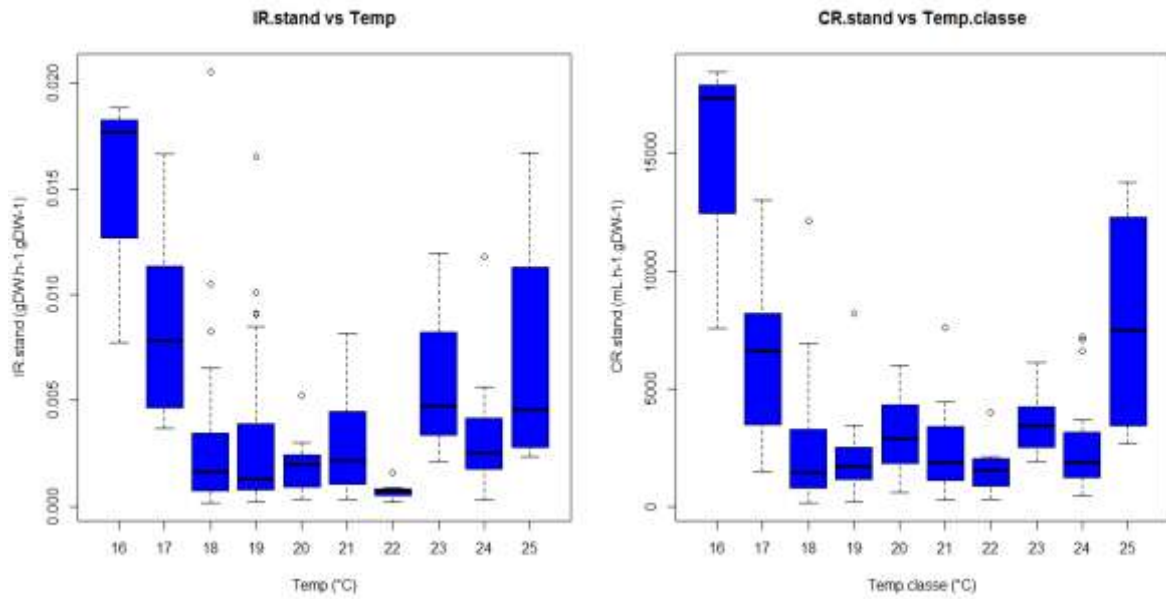 IR.stand vs Temp
IR.stand (gDW.h-1.gDW-1)
0.020
0.015
0.010
0.005
0.000
16 17 18 19 20 21 22 23 24 25
Temp (°C)
CR.stand vs Temp.classe
CR.stand (mL.h-1.gDW-1)
15000
10000
5000
0
16 17 18 19 20 21 22 23 24 25
Temp.classe (°C)